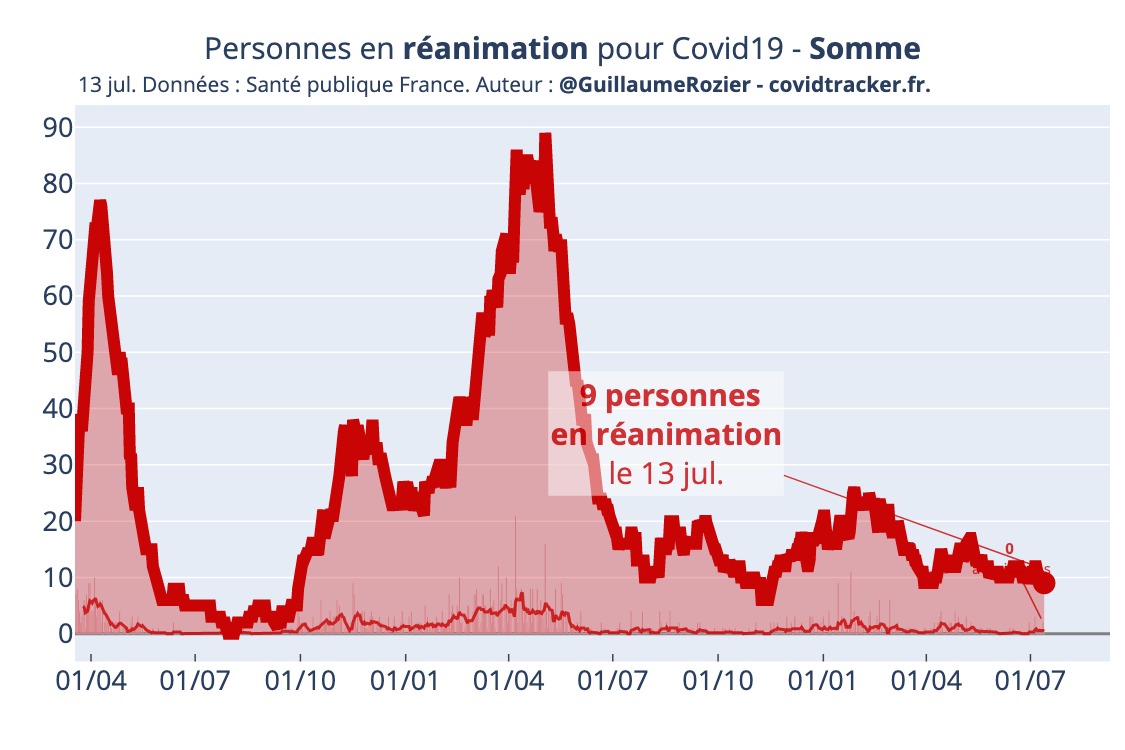 Personnes en réanimation pour Covid19 - Somme
13 jul. Données : Santé publique France. Auteur : @GuillaumeRozier - covidtracker.fr.
90
80
70
60
50
40
30
20
10
0
9 personnes
en réanimation
le 13 jul.
0
01/04 01/07 01/10 01/01 01/04 01/07 01/10 01/01 01/04 01/07